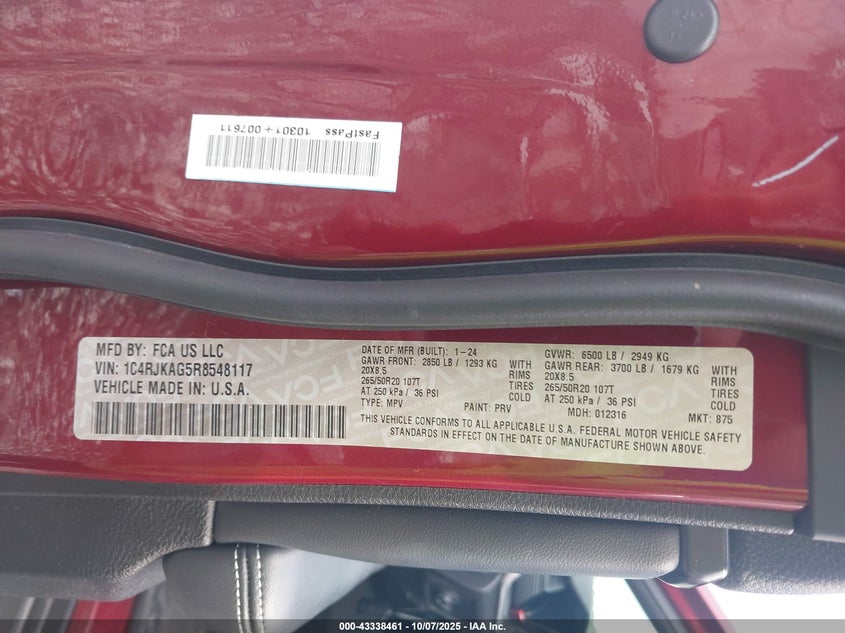 FastPass 10301+007611
MFD BY: FCA US LLC
VIN: 1C4RJKAG5R8548117
VEHICLE MADE IN: U.S.A.
DATE OF MFR (BUILT): 1-24
GAWR FRONT: 2850 LB / 1293 KG WITH
20X8.5 RIMS
265/50R20 107T TIRES
AT 250 kPa / 36 PSI COLD
TYPE: MPV PAINT: PRV
GVWR: 6500 LB / 2949 KG
GAWR REAR: 3700 LB / 1679 KG WITH
20X8.5 RIMS
265/50R20 107T TIRES
AT 250 kPa / 36 PSI COLD
MDH: 012316 MKT: 875
THIS VEHICLE CONFORMS TO ALL APPLICABLE U.S.A. FEDERAL MOTOR VEHICLE SAFETY
STANDARDS IN EFFECT ON THE DATE OF MANUFACTURE SHOWN ABOVE.
000-43338461 - 10/07/2025 - IAA Inc.